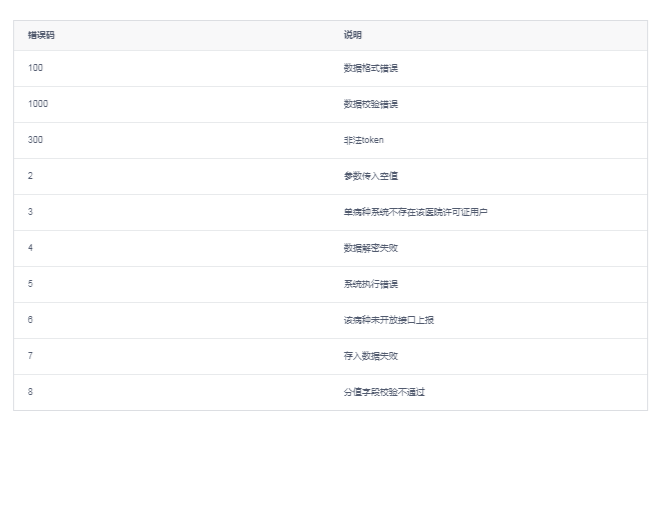 错误码 说明
100 数据格式错误
1000 数据校验错误
300 非法token
2 参数传入空值
3 单病种系统不存在该医院许可证用户
4 数据解密失败
5 系统执行错误
6 该病种未开放接口上报
7 存入数据失败
8 分值字段校验不通过